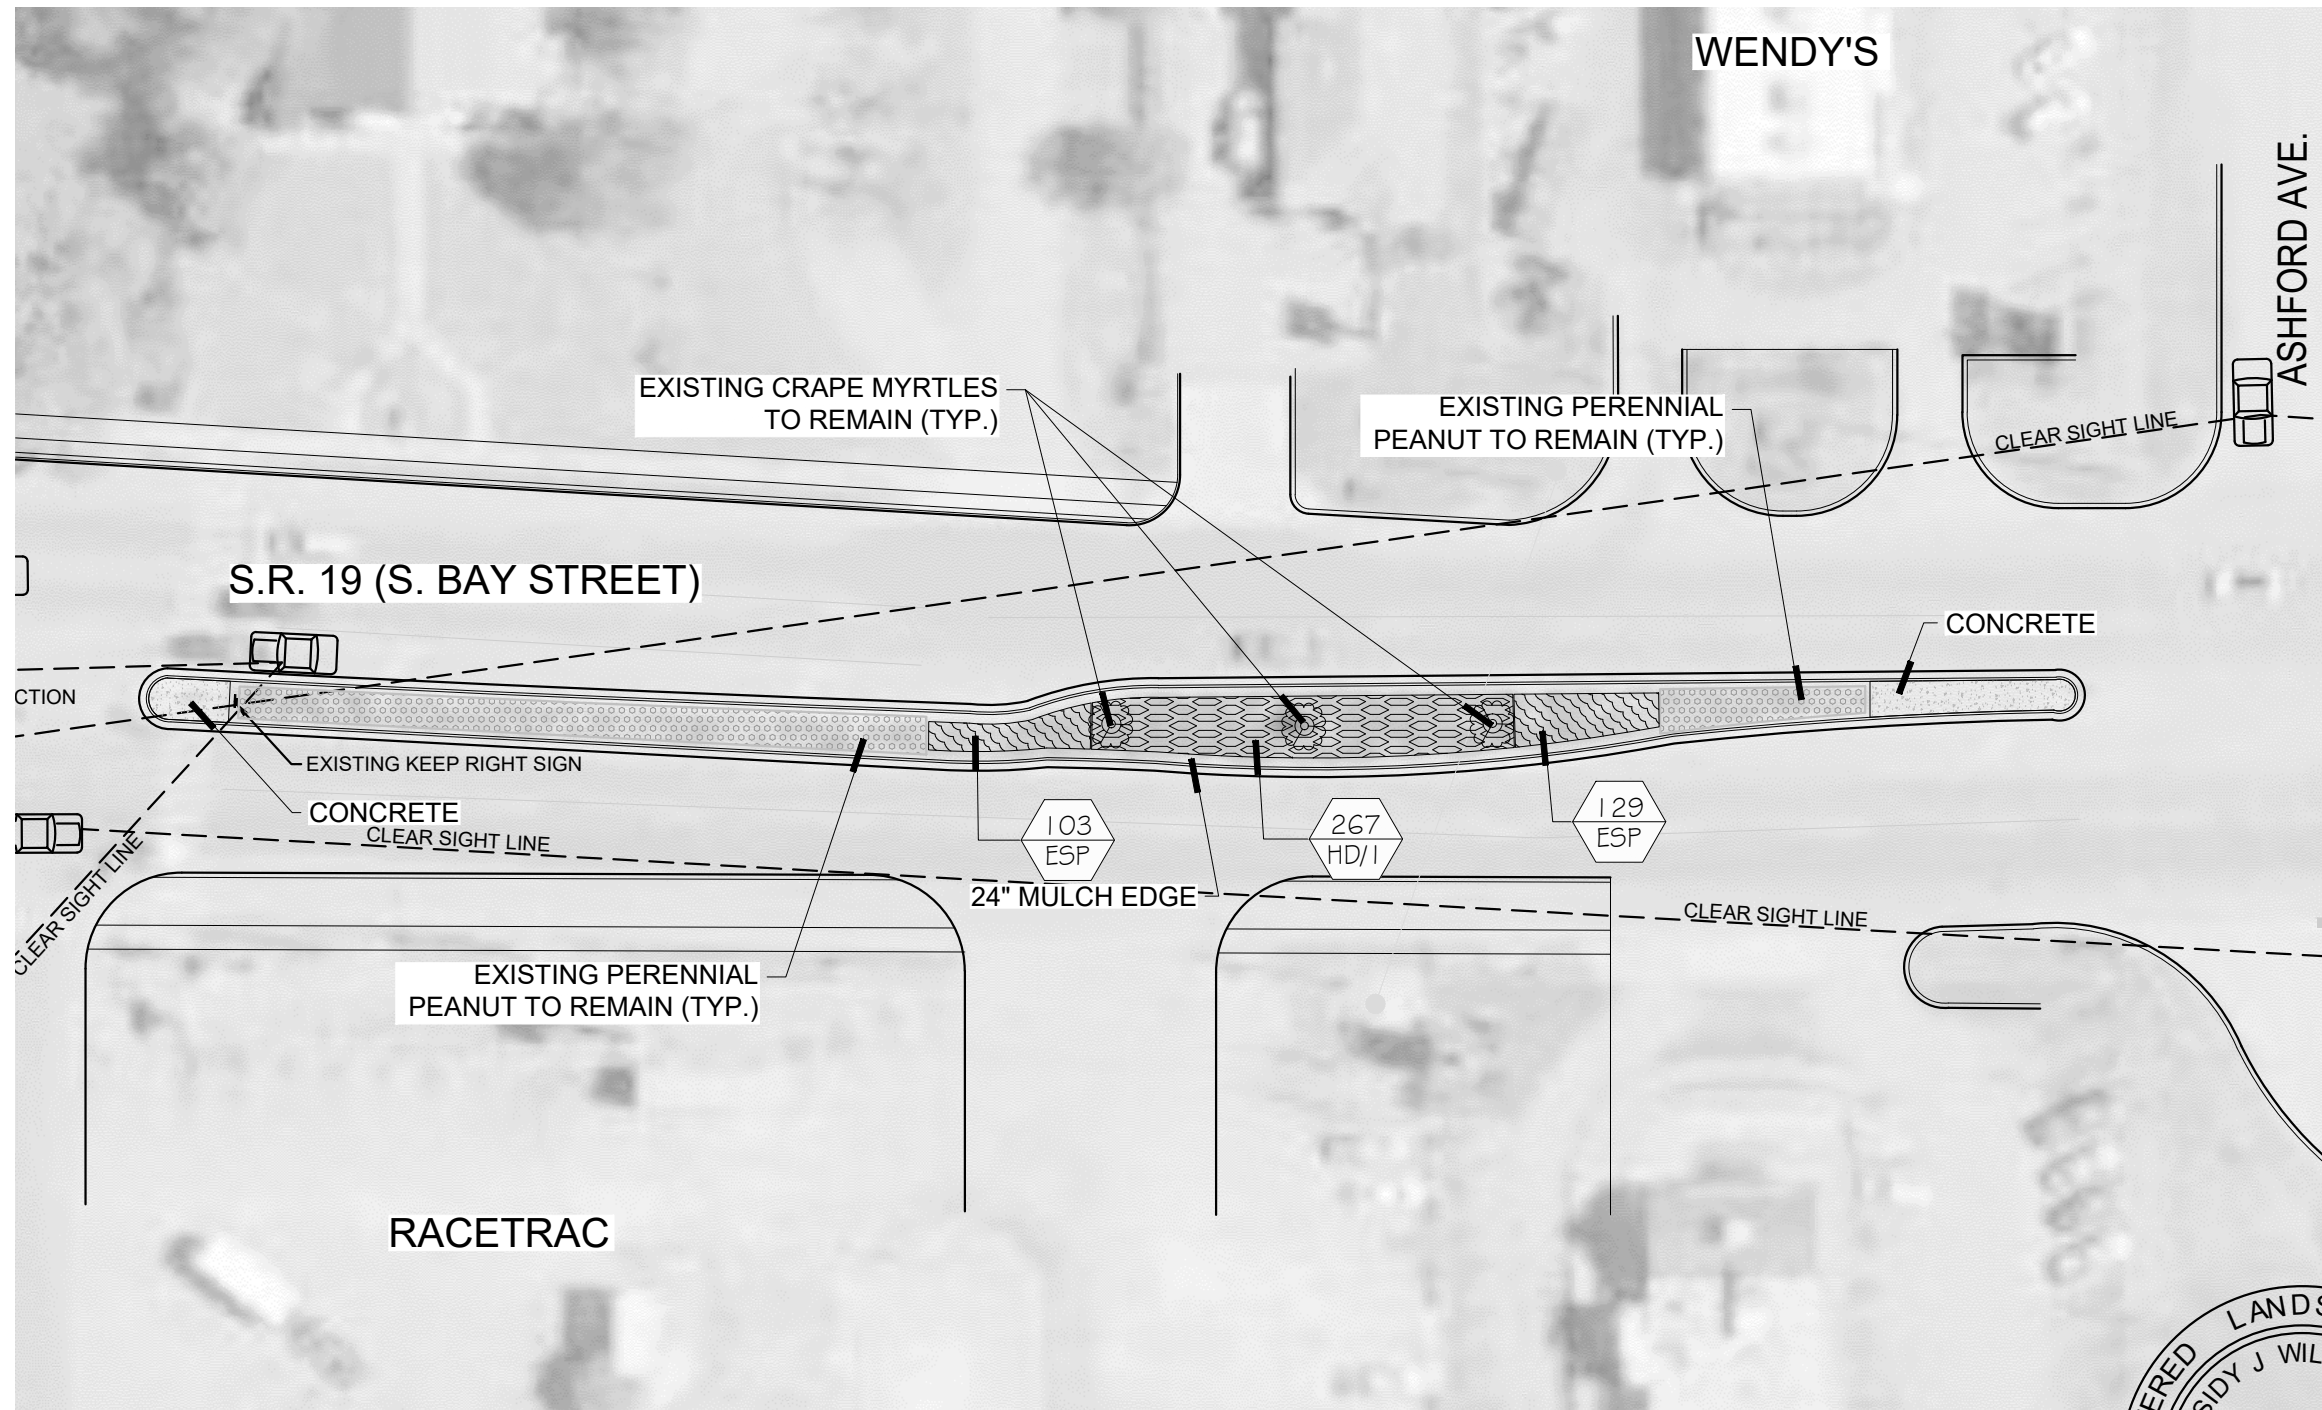 WENDY'S
ASHFORD AVE.
EXISTING CRAPE MYRTLES
TO REMAIN (TYP.)
EXISTING PERENNIAL
PEANUT TO REMAIN (TYP.)
CLEAR SIGHT LINE
S.R. 19 (S. BAY STREET)
CONCRETE
CTION
EXISTING KEEP RIGHT SIGN
CONCRETE
CLEAR SIGHT LINE
CLEAR SIGHT LINE
103
ESP
267
HD/1
129
ESP
24" MULCH EDGE
CLEAR SIGHT LINE
EXISTING PERENNIAL
PEANUT TO REMAIN (TYP.)
RACETRAC
ERED LANDS
SIDY J WIL